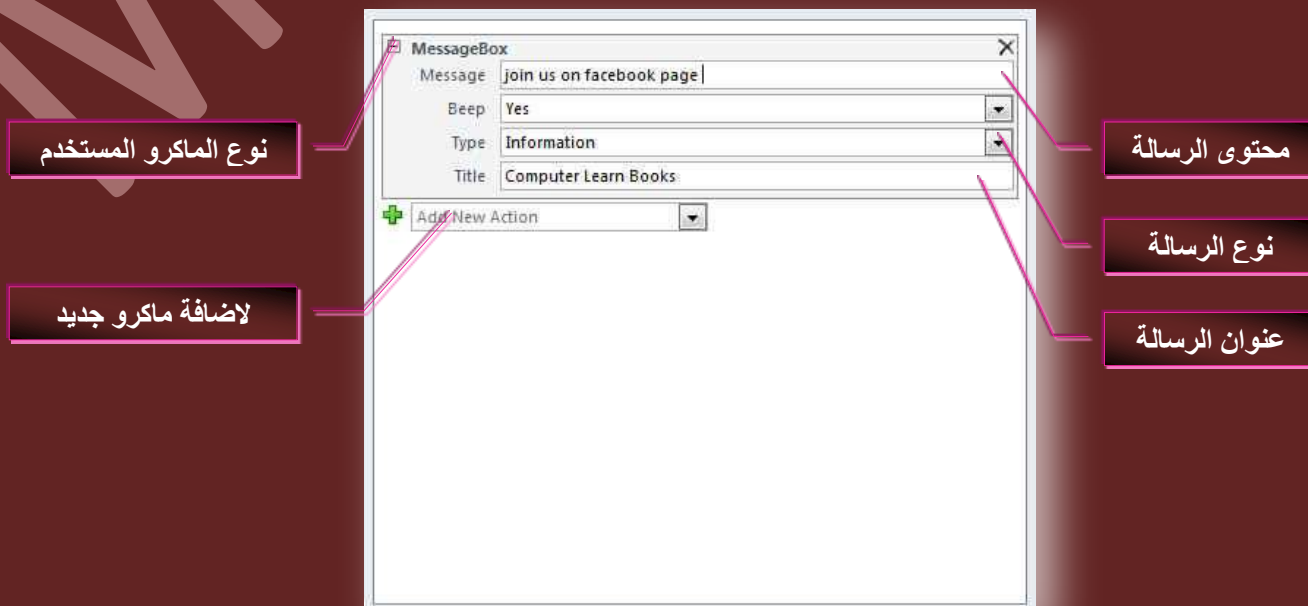 MessageBox
Message join us on facebook page
Beep Yes
Type Information
Title Computer Learn Books
Add New Action
محتوى الرسالة
نوع الماكرو المستخدم
نوع الرسالة
لاضافة ماكرو جديد
عنوان الرسالة